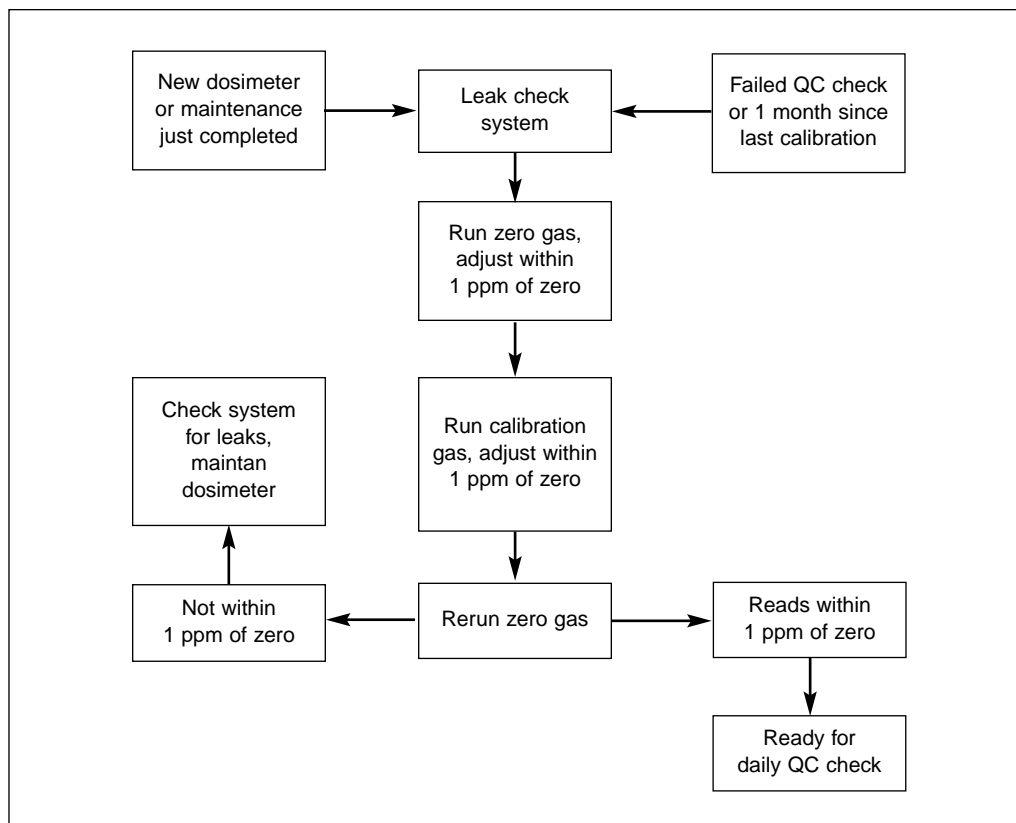 New dosimeter
or maintenance
just completed
Leak check
system
Failed QC check
or 1 month since
last calibration
Run zero gas,
adjust within
1 ppm of zero
Check system
for leaks,
maintan
dosimeter
Run calibration
gas, adjust within
1 ppm of zero
Not within
1 ppm of zero
Rerun zero gas
Reads within
1 ppm of zero
Ready for
daily QC check